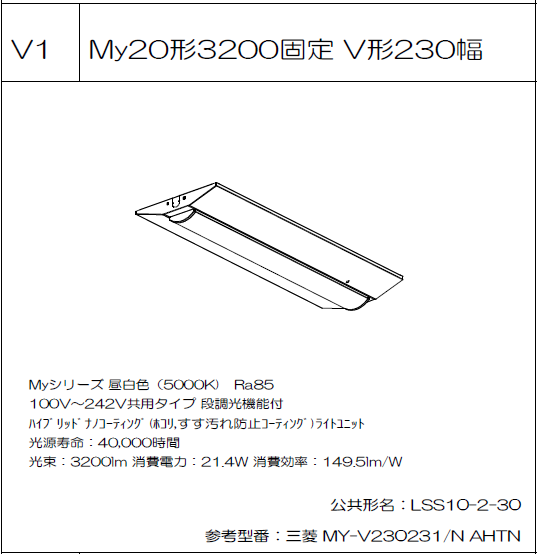 V1 My20形3200固定 V形230幅
Myシリーズ 昼白色（5000K） Ra85
100V～242V共用タイプ 段調光機能付
ﾊｲﾌﾞﾘｯﾄﾞﾅﾉｺｰﾃｨﾝｸﾞ(ﾎｺﾘ,すす汚れ防止ｺｰﾃｨﾝｸﾞ)ﾗｲﾄﾕﾆｯﾄ
光源寿命：40,000時間
光束：3200lm 消費電力：21.4W 消費効率：149.5lm/W
公共形名：LSS10-2-30
参考型番：三菱 MY-V230231/N AHTN